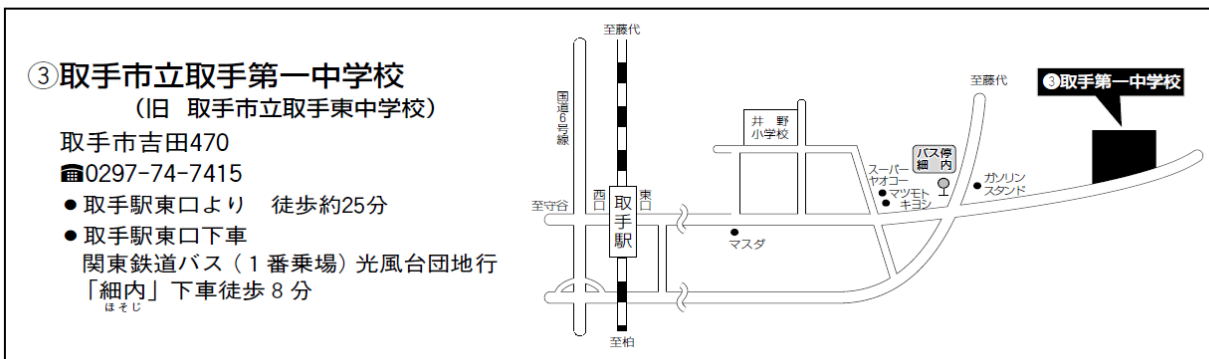 ③取手市立取手第一中学校
(旧 取手市立取手東中学校)
取手市吉田470
☎0297-74-7415
●取手駅東口より 徒歩約25分
●取手駅東口下車
関東鉄道バス(1番乗場)光風台団地行
「細内」下車徒歩8分
ほそじ
至藤代
国道6号線
至守谷
西口
取手駅
東口
至柏
マスダ
井野
小学校
スーパー
ヤオコー
マツモト
キヨシ
バス停
細内
至藤代
ガソリン
スタンド
❸取手第一中学校